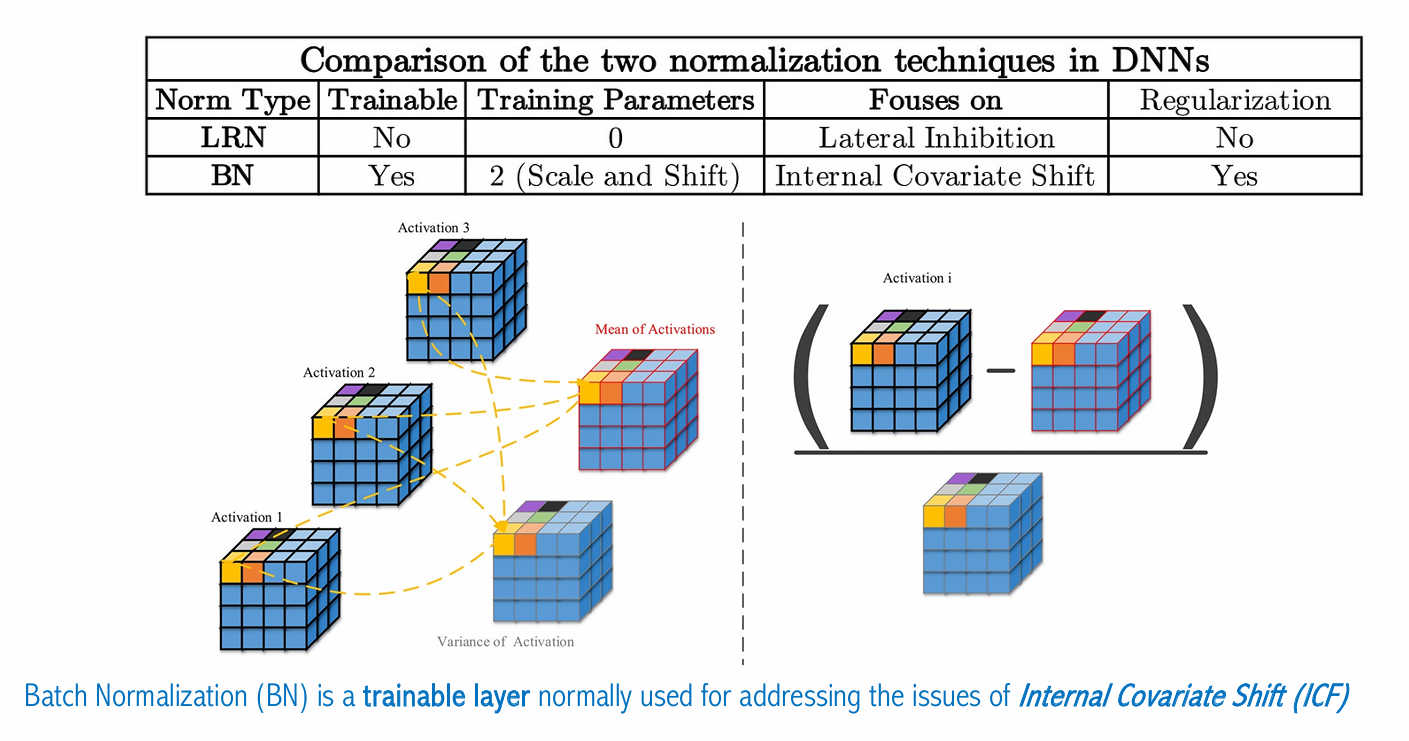 Comparison of the two normalization techniques in DNNs
Norm Type Trainable Training Parameters Fouses on Regularization
LRN No 0 Lateral Inhibition No
BN Yes 2 (Scale and Shift) Internal Covariate Shift Yes
Activation 3
Mean of Activations
Activation 2
Activation 1
Variance of Activation
Activation i
Batch Normalization (BN) is a trainable layer normally used for addressing the issues of Internal Covariate Shift (ICF)